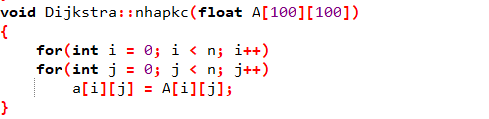 void Dijkstra::nhapkc(float A[100][100])
{
    for(int i = 0; i < n; i++)
    for(int j = 0; j < n; j++)
        a[i][j] = A[i][j];
}